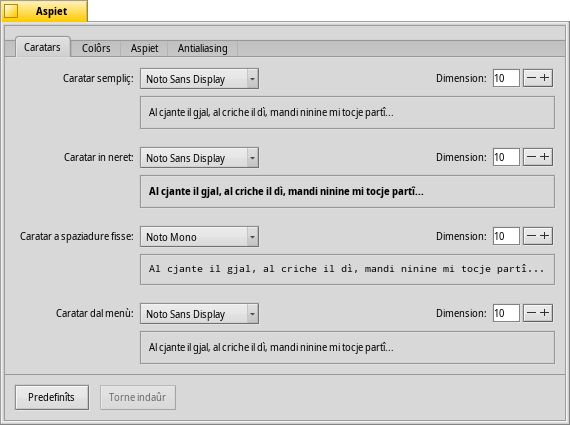 Aspiet
Caratars Colôrs Aspiet Antialiasing
Caratar sempliç: Noto Sans Display Dimension: 10
Al cjante il gjal, al criche il dì, mandi ninine mi tocje partî...
Caratar in neret: Noto Sans Display Dimension: 10
Al cjante il gjal, al criche il dì, mandi ninine mi tocje partî...
Caratar a spaziadure fisse: Noto Mono Dimension: 10
Al cjante il gjal, al criche il dì, mandi ninine mi tocje partî...
Caratar dal menù: Noto Sans Display Dimension: 10
Al cjante il gjal, al criche il dì, mandi ninine mi tocje partî...
Predefinîts Torne indaûr